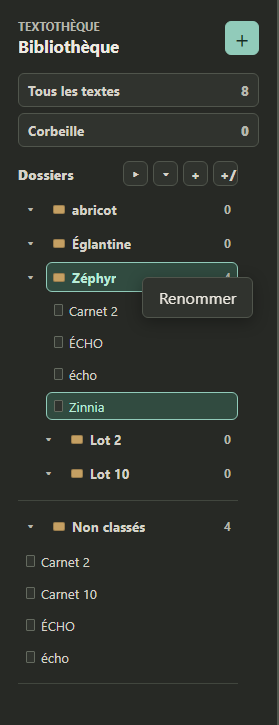 TEXTOTHÈQUE
Bibliothèque
+
Tous les textes 8
Corbeille 0
Dossiers + +/
abricot 0
Églantine 0
Zéphyr
Renommer
Carnet 2
ÉCHO
écho
Zinnia
Lot 2 0
Lot 10 0
Non classés 4
Carnet 2
Carnet 10
ÉCHO
écho